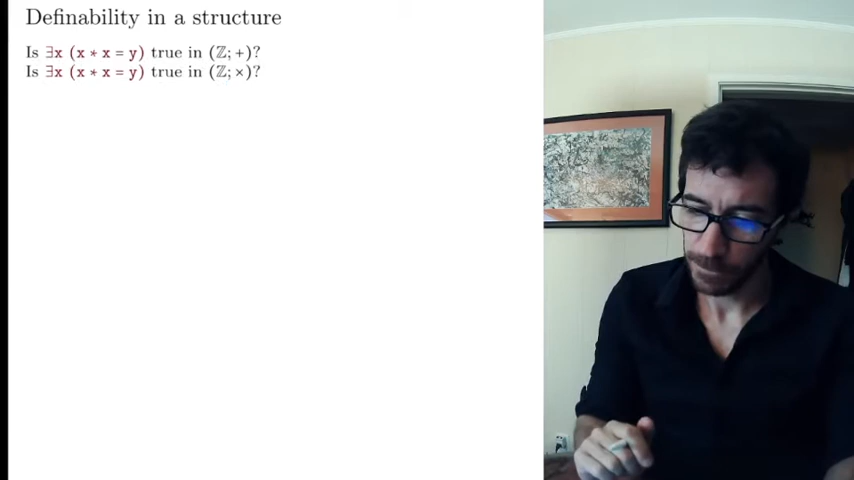 Definability in a structure
Is ∃x (x ∗ x = y) true in (ℤ; +)?
Is ∃x (x ∗ x = y) true in (ℤ; ×)?